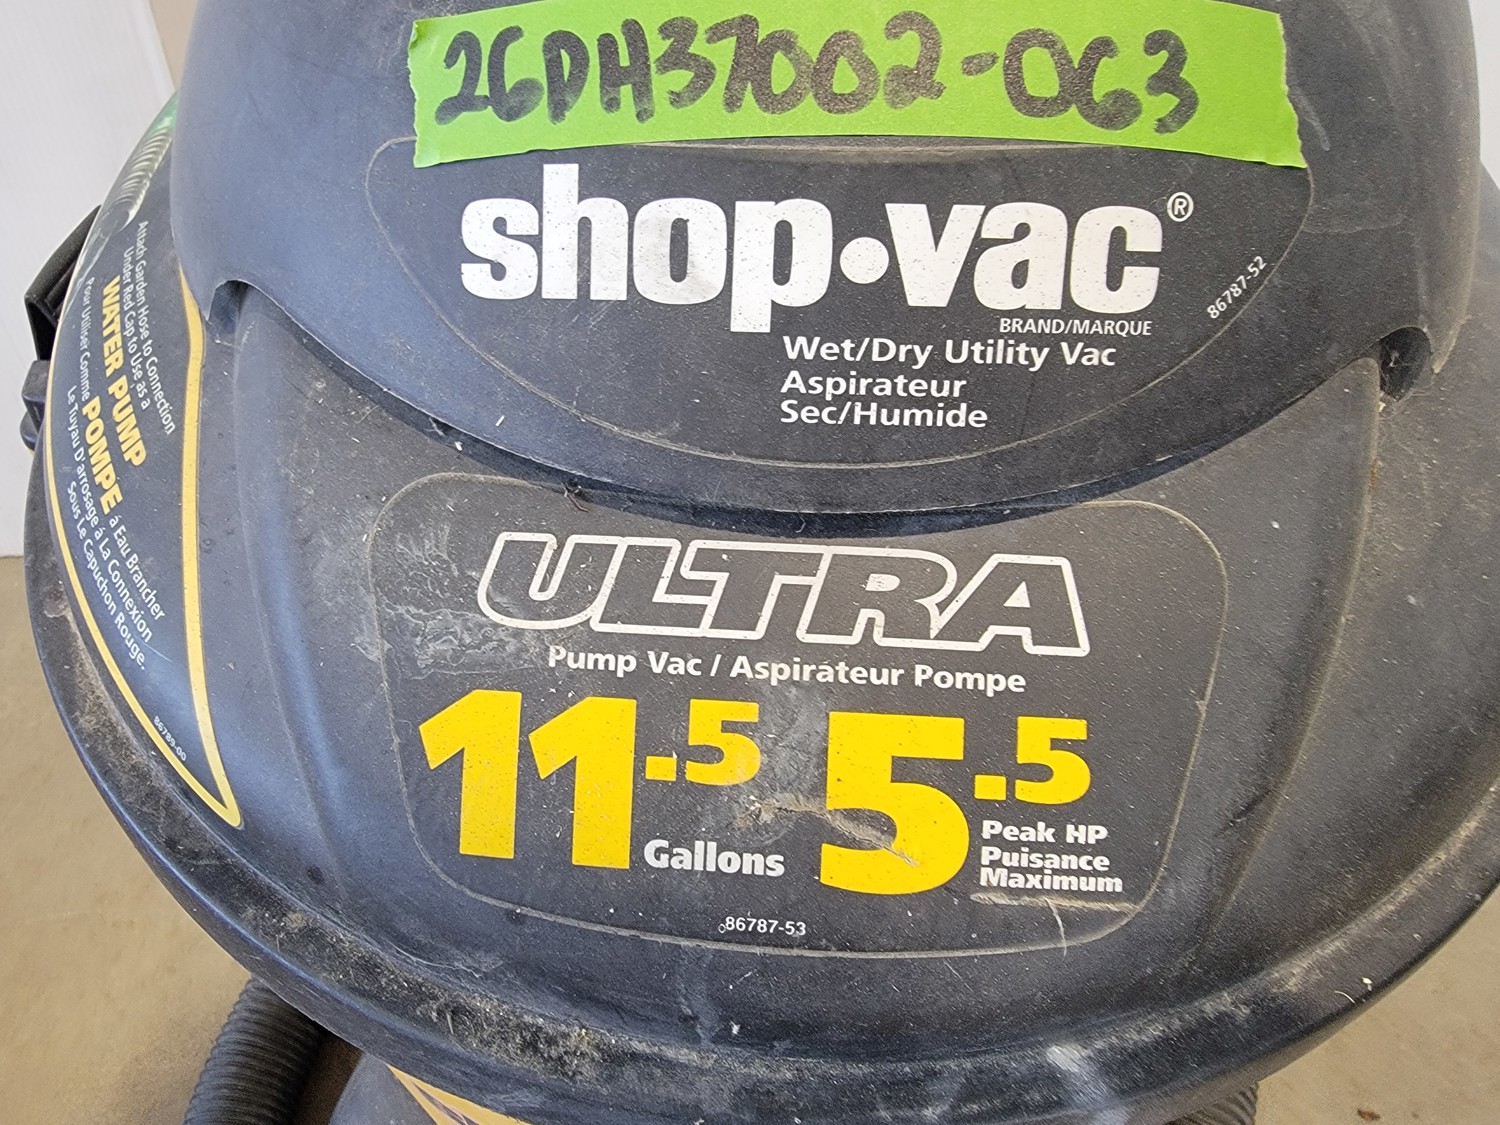 26DH37002-063
shop·vac®
BRAND/MARQUE
86787-52
Wet/Dry Utility Vac
Aspirateur
Sec/Humide
Attach Garden Hose to Connection
Under Red Cap to Use as a
WATER PUMP
Pour Utiliser Comme POMPE á Eau Brancher
Le Tuyau D'arrosage á La Connexion
Sous Le Capuchon Rouge.
86789-00
ULTRA
Pump Vac / Aspirateur Pompe
11.5 Gallons
5.5 Peak HP
Puisance
Maximum
86787-53